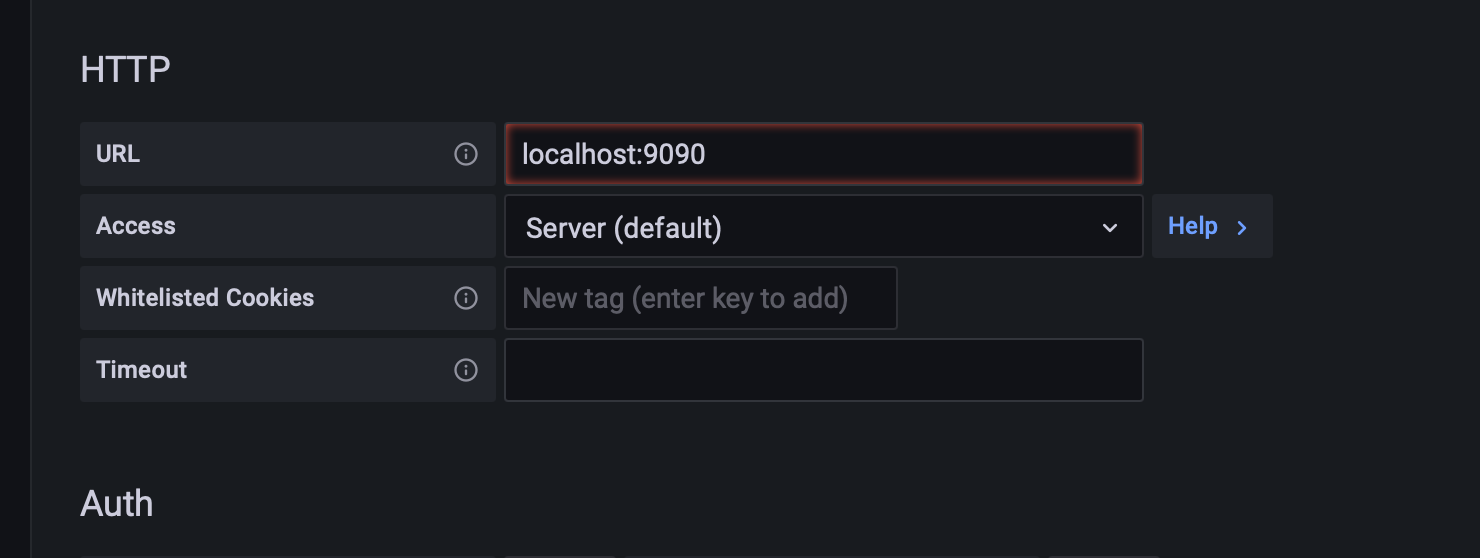 HTTP
URL
localhost:9090
Access
Server (default)
Help
Whitelisted Cookies
New tag (enter key to add)
Timeout
Auth